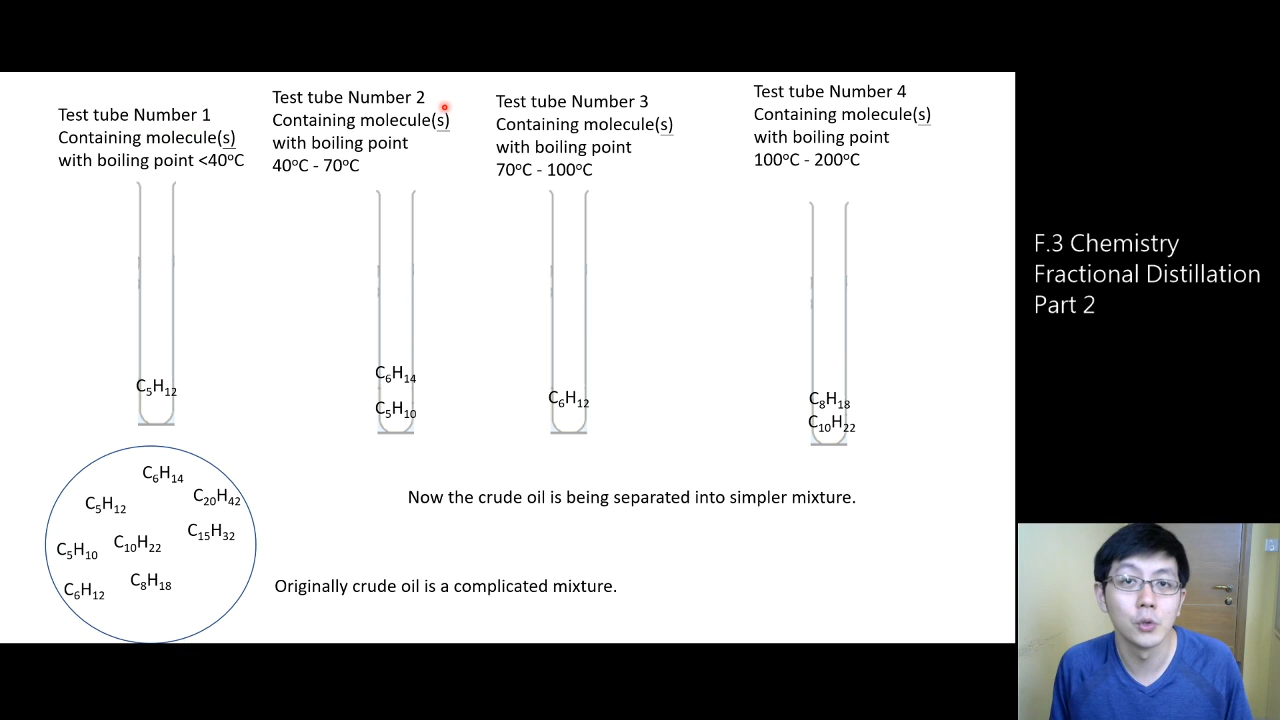 Test tube Number 1
Containing molecule(s)
with boiling point <40°C
Test tube Number 2
Containing molecule(s)
with boiling point
40°C - 70°C
Test tube Number 3
Containing molecule(s)
with boiling point
70°C - 100°C
Test tube Number 4
Containing molecule(s)
with boiling point
100°C - 200°C
C₅H₁₂
C₆H₁₄
C₅H₁₀
C₆H₁₂
C₈H₁₈
C₁₀H₂₂
C₆H₁₄
C₂₀H₄₂
C₅H₁₂
C₁₅H₃₂
C₁₀H₂₂
C₅H₁₀
C₈H₁₈
C₆H₁₂
Now the crude oil is being separated into simpler mixture.
Originally crude oil is a complicated mixture.
F.3 Chemistry
Fractional Distillation
Part 2